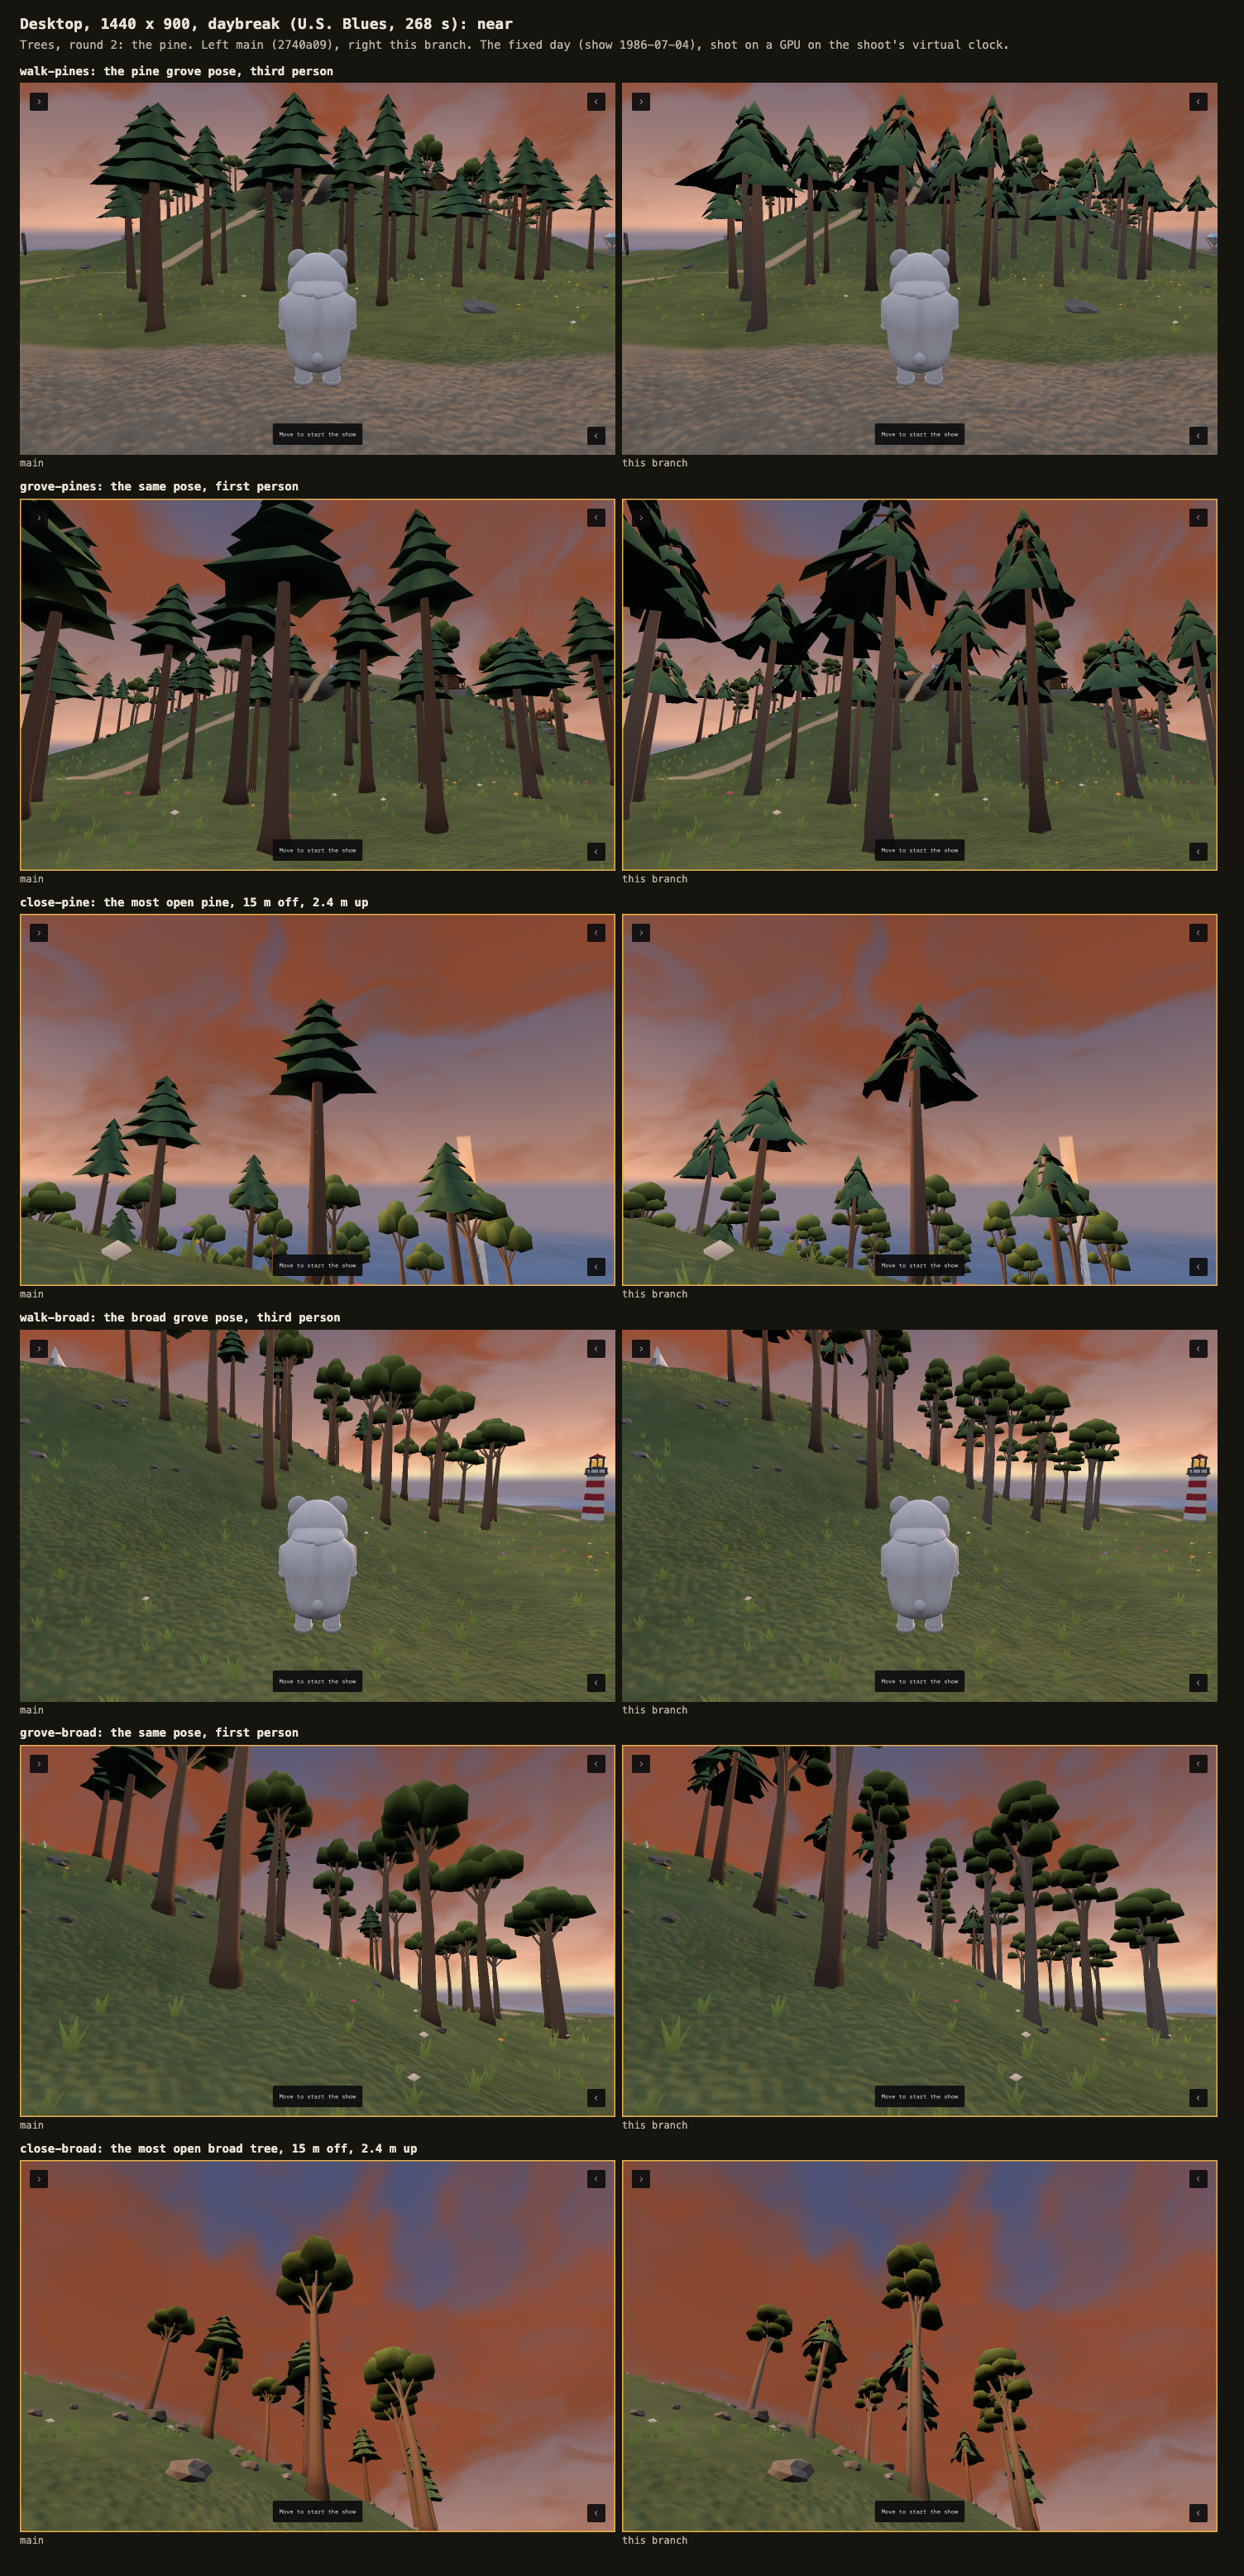 Desktop, 1440 x 900, daybreak (U.S. Blues, 268 s): near
Trees, round 2: the pine. Left main (2740a09), right this branch. The fixed day (show 1986-07-04), shot on a GPU on the shoot's virtual clock.
walk-pines: the pine grove pose, third person
Move to start the show
Move to start the show
main
this branch
grove-pines: the same pose, first person
Move to start the show
Move to start the show
main
this branch
close-pine: the most open pine, 15 m off, 2.4 m up
Move to start the show
Move to start the show
main
this branch
walk-broad: the broad grove pose, third person
Move to start the show
Move to start the show
main
this branch
grove-broad: the same pose, first person
Move to start the show
Move to start the show
main
this branch
close-broad: the most open broad tree, 15 m off, 2.4 m up
Move to start the show
Move to start the show
main
this branch